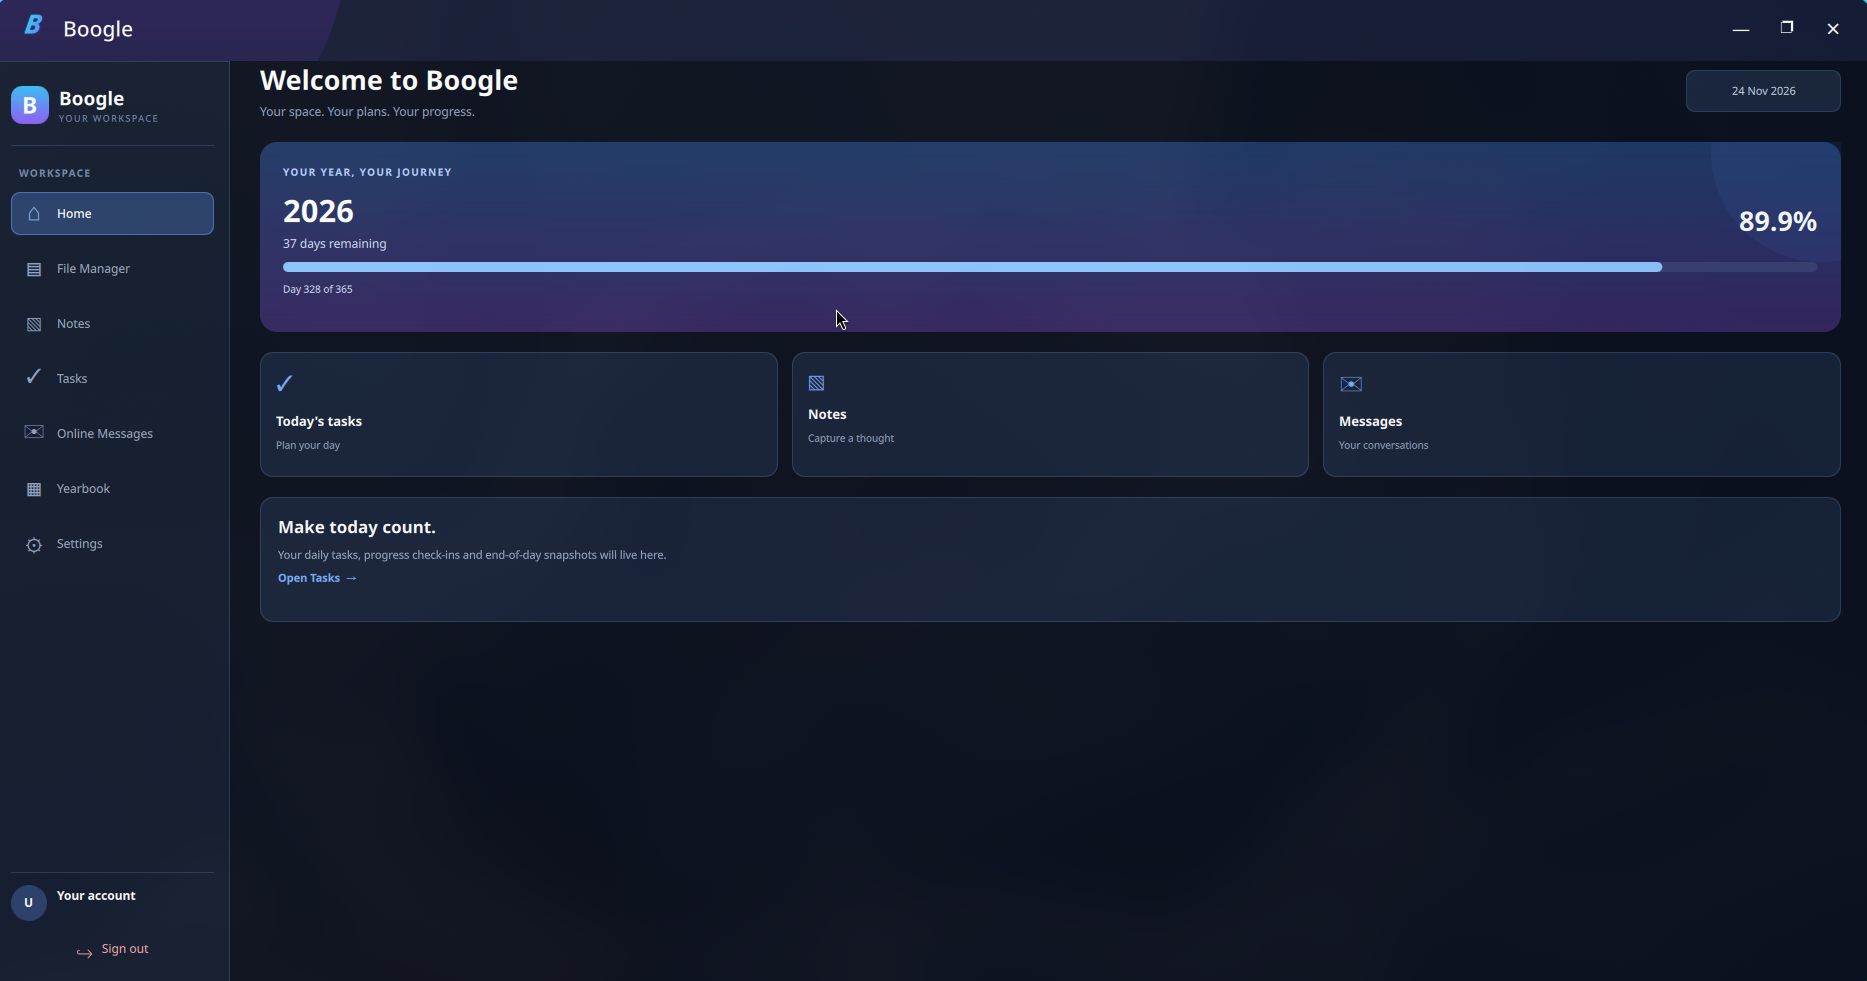 Boogle
B
Boogle
YOUR WORKSPACE
WORKSPACE
Home
File Manager
Notes
Tasks
Online Messages
Yearbook
Settings
U
Your account
Sign out
Welcome to Boogle
Your space. Your plans. Your progress.
24 Nov 2026
YOUR YEAR, YOUR JOURNEY
2026
37 days remaining
89.9%
Day 328 of 365
Today's tasks
Plan your day
Notes
Capture a thought
Messages
Your conversations
Make today count.
Your daily tasks, progress check-ins and end-of-day snapshots will live here.
Open Tasks →